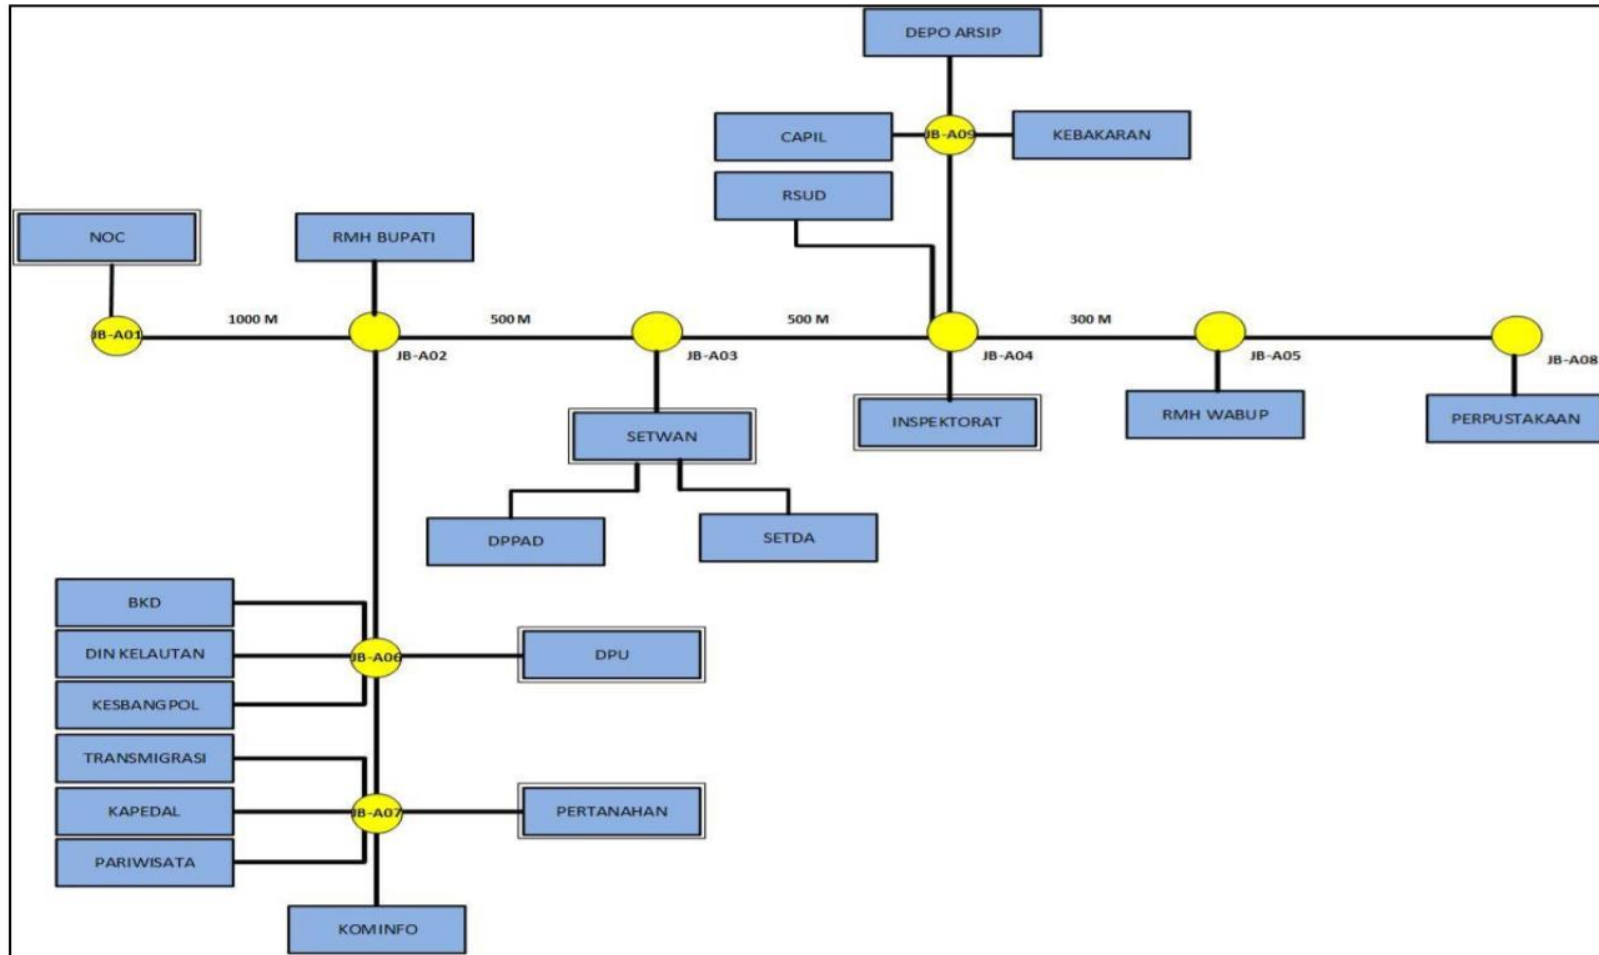 DEPO ARSIP
CAPIL
JB-A09
KEBAKARAN
RSUD
NOC
RMH BUPATI
1000 M
500 M
500 M
300 M
JB-A01
JB-A02
JB-A03
JB-A04
JB-A05
JB-A08
SETWAN
INSPEKTORAT
RMH WABUP
PERPUSTAKAAN
DPPAD
SETDA
BKD
DIN KELAUTAN
JB-A06
DPU
KESBANGPOL
TRANSMIGRASI
KAPEDAL
JB-A07
PERTANAHAN
PARIWISATA
KOMINFO